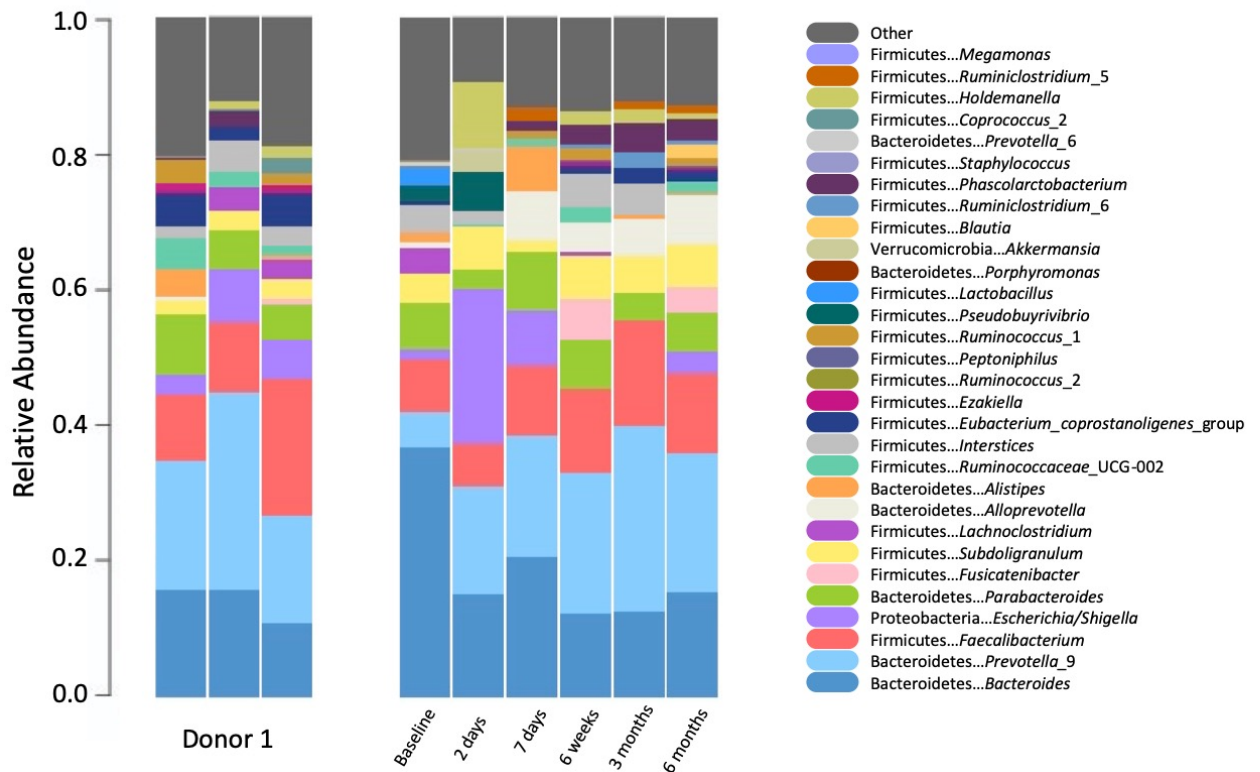 Relative Abundance
1.0
0.8
0.6
0.4
0.2
0.0
Donor 1
Baseline
2 days
7 days
6 weeks
3 months
6 months
Other
Firmicutes...Megamonas
Firmicutes...Ruminiclostridium_5
Firmicutes...Holdemanella
Firmicutes...Coprococcus_2
Bacteroidetes...Prevotella_6
Firmicutes...Staphylococcus
Firmicutes...Phascolarctobacterium
Firmicutes...Ruminiclostridium_6
Firmicutes...Blautia
Verrucomicrobia...Akkermansia
Bacteroidetes...Porphyromonas
Firmicutes...Lactobacillus
Firmicutes...Pseudobuyrivibrio
Firmicutes...Ruminococcus_1
Firmicutes...Peptoniphilus
Firmicutes...Ruminococcus_2
Firmicutes...Ezakiella
Firmicutes...Eubacterium_coprostanoligenes_group
Firmicutes...Interstices
Firmicutes...Ruminococcaceae_UCG-002
Bacteroidetes...Alistipes
Bacteroidetes...Alloprevotella
Firmicutes...Lachnoclostridium
Firmicutes...Subdoligranulum
Firmicutes...Fusicatenibacter
Bacteroidetes...Parabacteroides
Proteobacteria...Escherichia/Shigella
Firmicutes...Faecalibacterium
Bacteroidetes...Prevotella_9
Bacteroidetes...Bacteroides